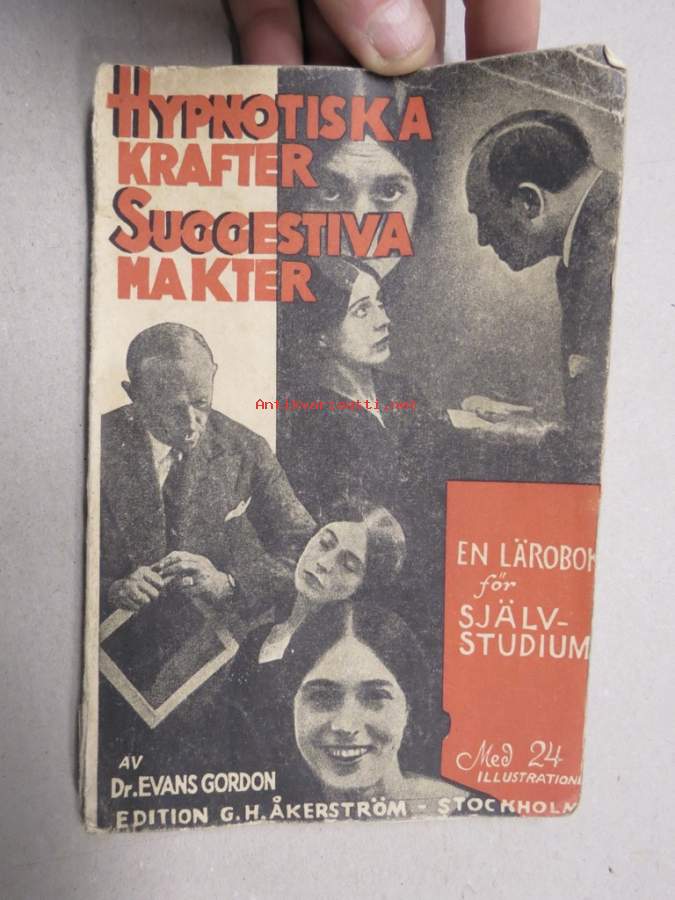 HYPNOTISKA
KRAFTER
SUGGESTIVA
MAKTER
Antikvariaatti.net
EN LÄROBOK
för
SJÄLV-
STUDIUM
Med 24
ILLUSTRATION
AV
Dr. EVANS GORDON
EDITION G. H. ÅKERSTRÖM - STOCKHOLM